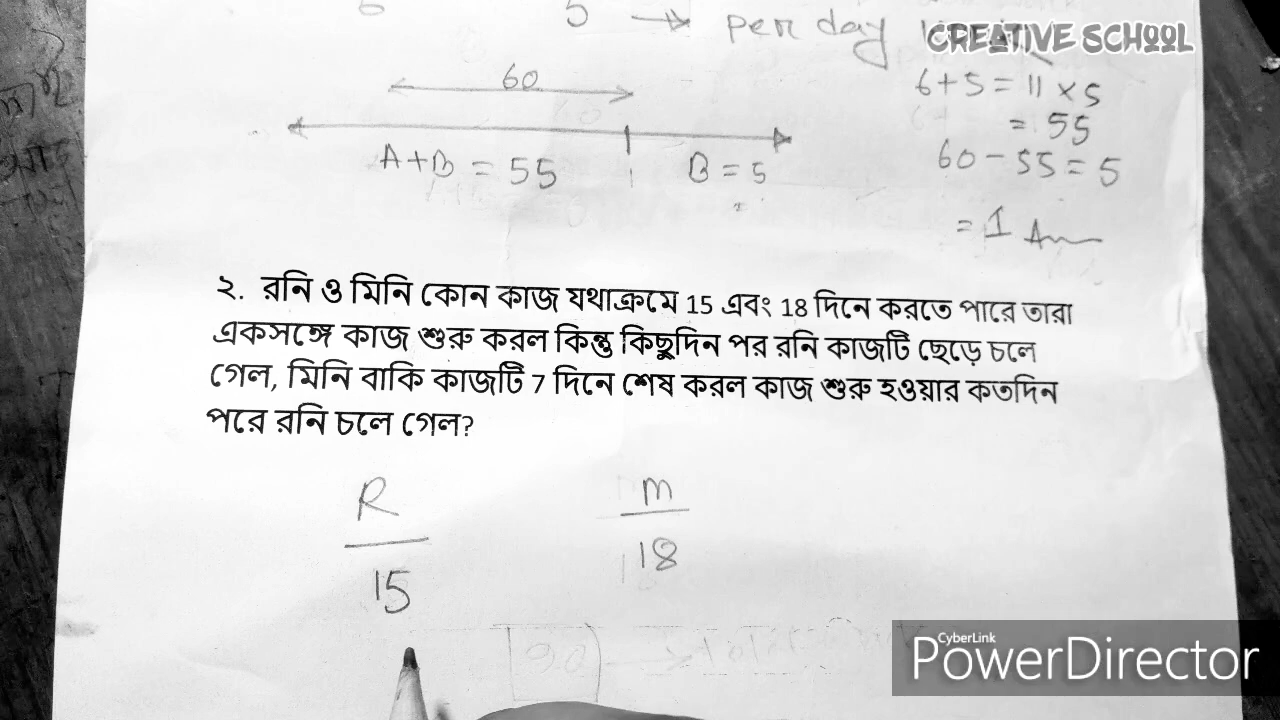 5 → per day
CREATIVE SCHOOL
60
6+5 = 11 × 5
= 55
60 - 55 = 5
A+B = 55
B = 5
= 1 Ans
২. রনি ও মিনি কোন কাজ যথাক্রমে 15 এবং 18 দিনে করতে পারে তারা
একসঙ্গে কাজ শুরু করল কিন্তু কিছুদিন পর রনি কাজটি ছেড়ে চলে
গেল, মিনি বাকি কাজটি 7 দিনে শেষ করল কাজ শুরু হওয়ার কতদিন
পরে রনি চলে গেল?
R
15
m
18
90
CyberLink
PowerDirector